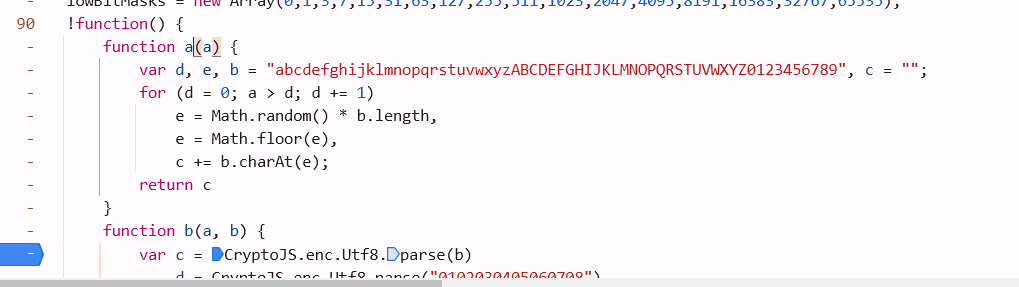 lowBitMasks = new Array(0,1,3,7,15,31,63,127,255,511,1023,2047,4095,8191,16383,32767,65535);
90 !function() {
- function a(a) {
- var d, e, b = "abcdefghijklmnopqrstuvwxyzABCDEFGHIJKLMNOPQRSTUVWXYZ0123456789", c = "";
- for (d = 0; a > d; d += 1)
- e = Math.random() * b.length,
- e = Math.floor(e),
- c += b.charAt(e);
- return c
- }
- function b(a, b) {
- var c = CryptoJS.enc.Utf8.parse(b)
d = CryptoJS.enc.Utf8.parse("0102030405060708")